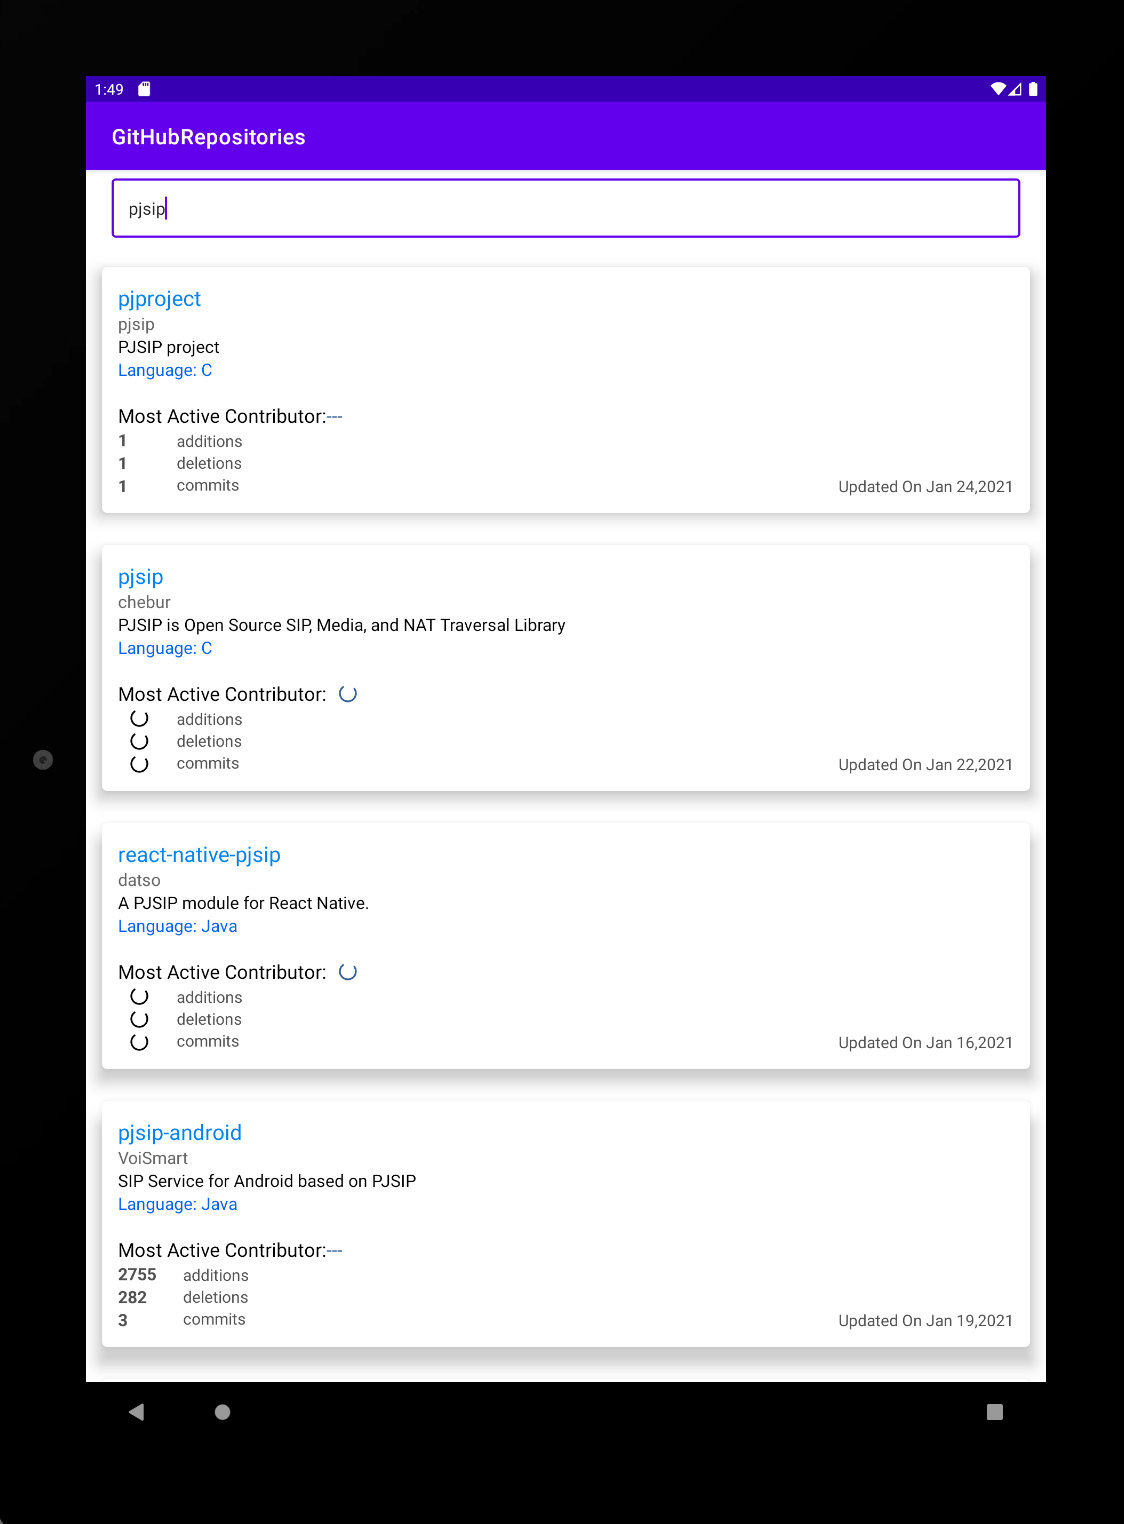 1:49
GitHubRepositories
pjsip
pjproject
pjsip
PJSIP project
Language: C
Most Active Contributor:---
1 additions
1 deletions
1 commits
Updated On Jan 24,2021
pjsip
chebur
PJSIP is Open Source SIP, Media, and NAT Traversal Library
Language: C
Most Active Contributor:
additions
deletions
commits
Updated On Jan 22,2021
react-native-pjsip
datso
A PJSIP module for React Native.
Language: Java
Most Active Contributor:
additions
deletions
commits
Updated On Jan 16,2021
pjsip-android
VoiSmart
SIP Service for Android based on PJSIP
Language: Java
Most Active Contributor:---
2755 additions
282 deletions
3 commits
Updated On Jan 19,2021